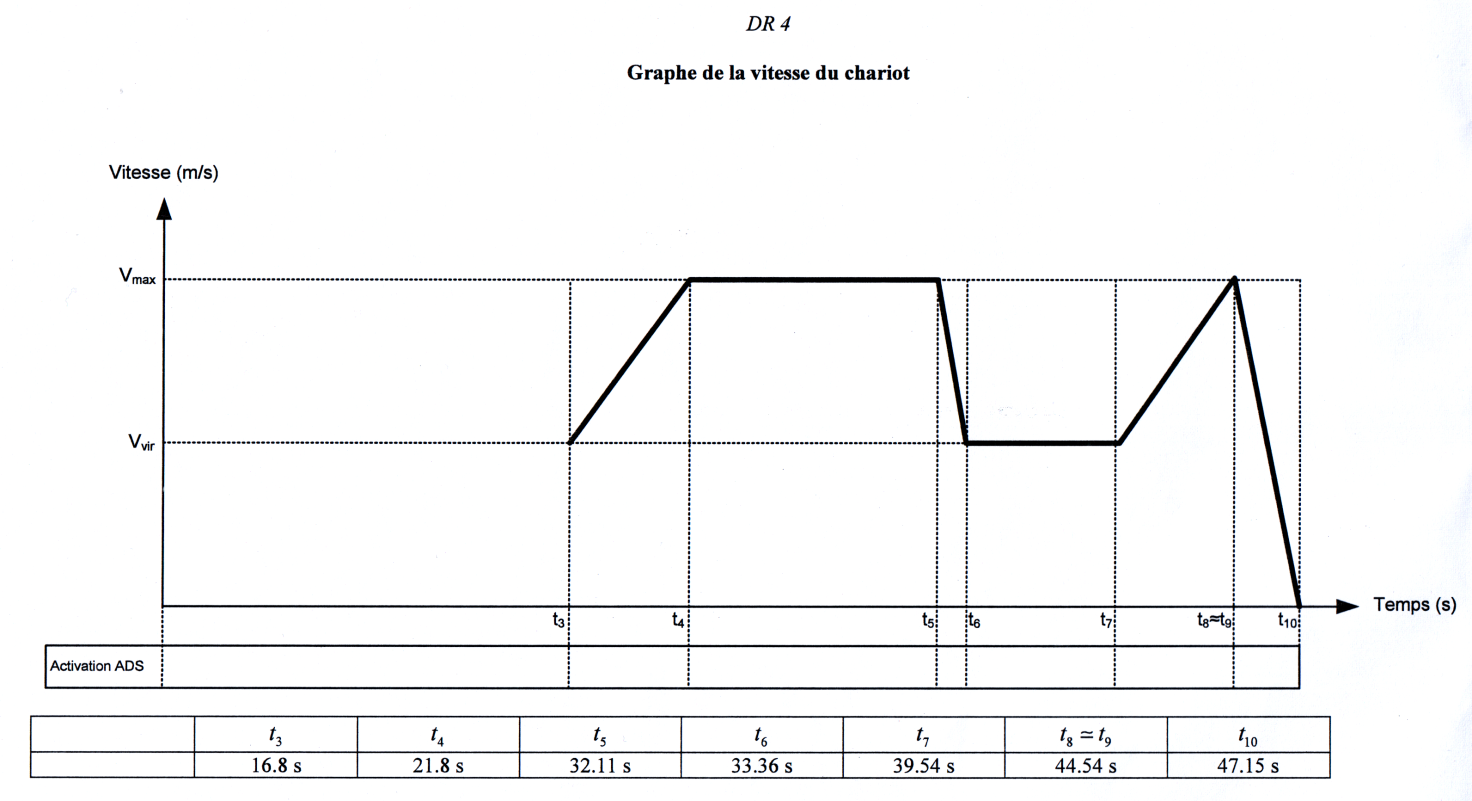 DR 4
Graphe de la vitesse du chariot
Vitesse (m/s)
Vmax
Vvir
t3 t4 t5 t6 t7 t8≈t9 t10 Temps (s)
Activation ADS
t3 t4 t5 t6 t7 t8 ≃ t9 t10
16.8 s 21.8 s 32.11 s 33.36 s 39.54 s 44.54 s 47.15 s